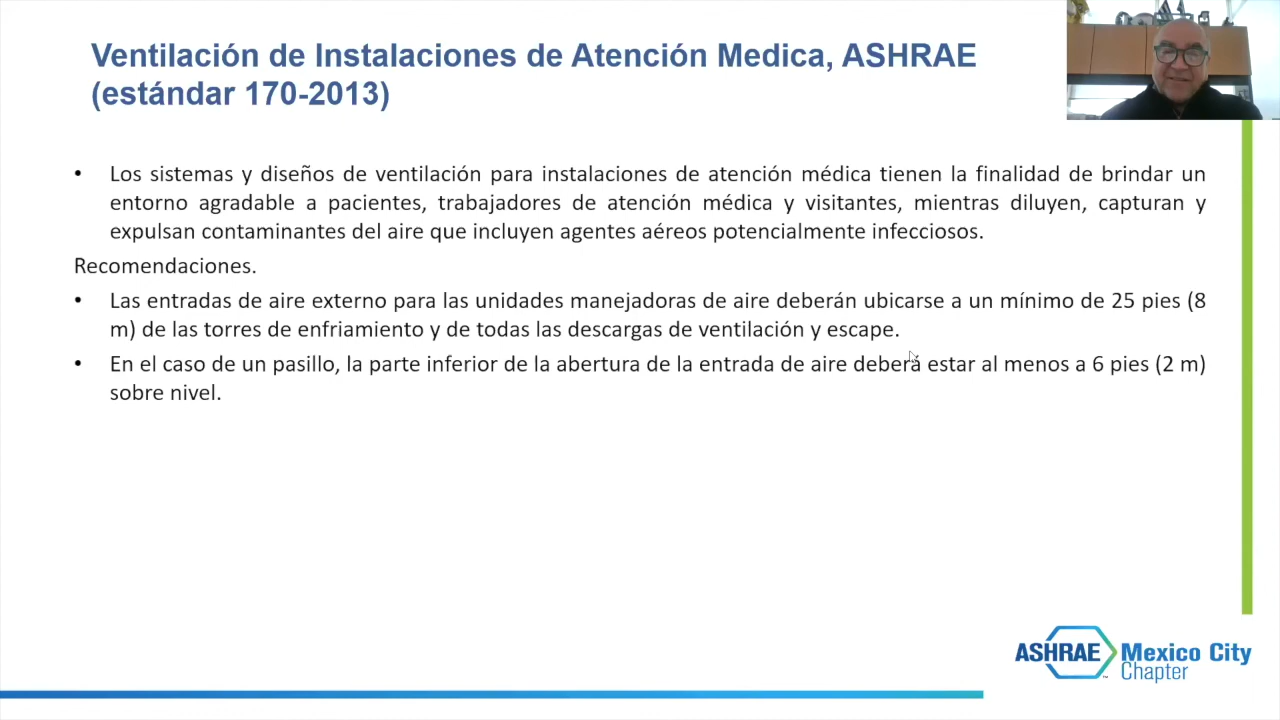 Ventilación de Instalaciones de Atención Medica, ASHRAE
(estándar 170-2013)
• Los sistemas y diseños de ventilación para instalaciones de atención médica tienen la finalidad de brindar un
entorno agradable a pacientes, trabajadores de atención médica y visitantes, mientras diluyen, capturan y
expulsan contaminantes del aire que incluyen agentes aéreos potencialmente infecciosos.
Recomendaciones.
• Las entradas de aire externo para las unidades manejadoras de aire deberán ubicarse a un mínimo de 25 pies (8
m) de las torres de enfriamiento y de todas las descargas de ventilación y escape.
• En el caso de un pasillo, la parte inferior de la abertura de la entrada de aire deberá estar al menos a 6 pies (2 m)
sobre nivel.
ASHRAE Mexico City
Chapter